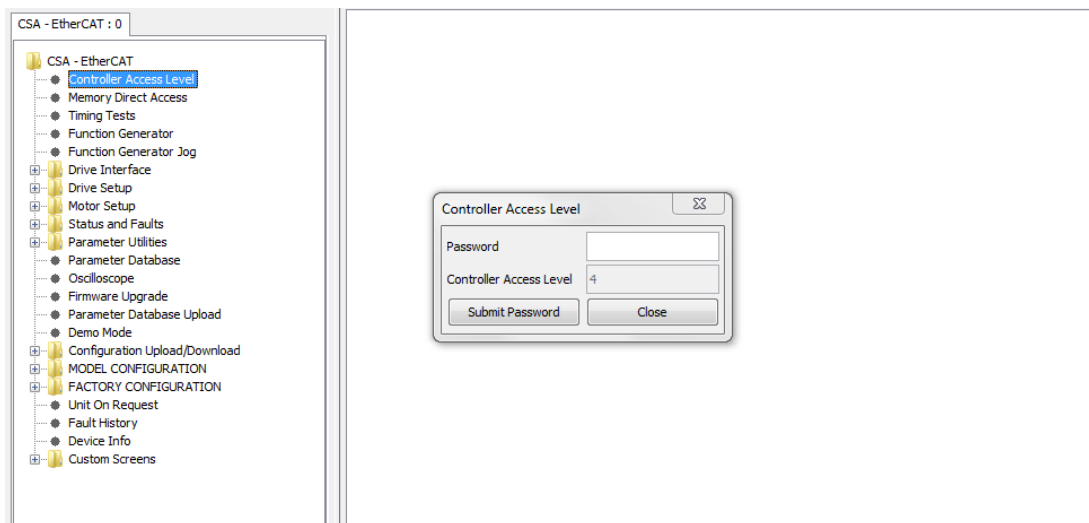 CSA - EtherCAT : 0
CSA - EtherCAT
Controller Access Level
Memory Direct Access
Timing Tests
Function Generator
Function Generator Jog
Drive Interface
Drive Setup
Motor Setup
Status and Faults
Parameter Utilities
Parameter Database
Oscilloscope
Firmware Upgrade
Parameter Database Upload
Demo Mode
Configuration Upload/Download
MODEL CONFIGURATION
FACTORY CONFIGURATION
Unit On Request
Fault History
Device Info
Custom Screens
Controller Access Level
Password
Controller Access Level 4
Submit Password Close